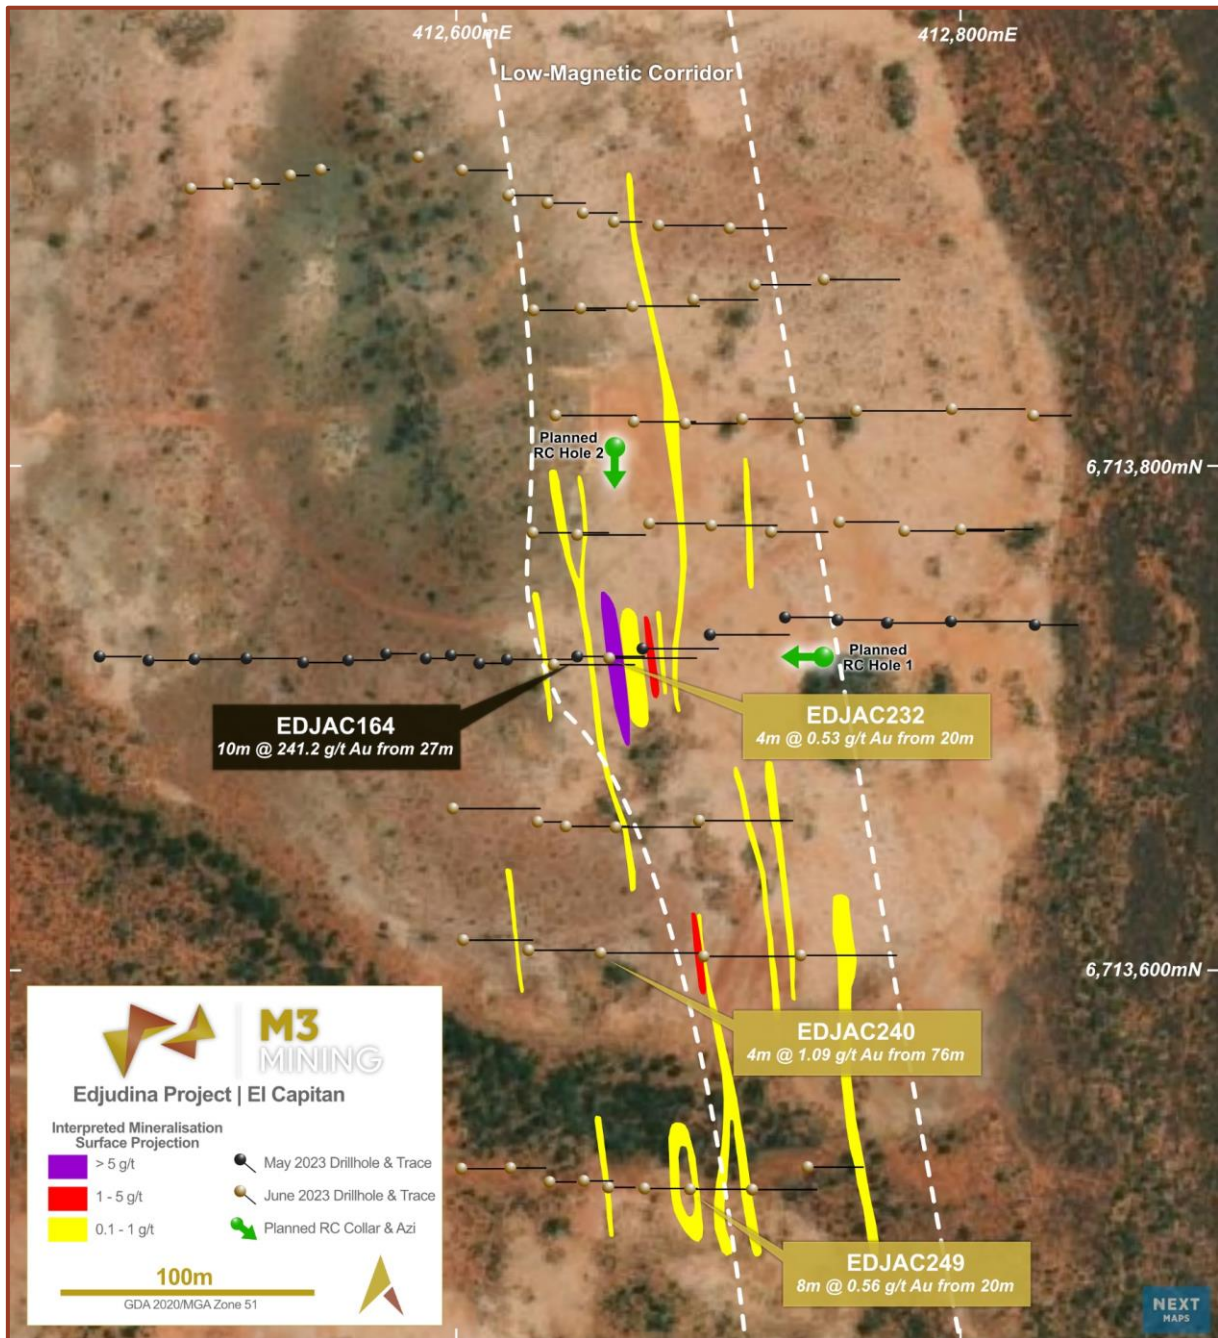 412,600mE
412,800mE
Low-Magnetic Corridor
Planned
RC Hole 2
6,713,800mN
Planned
RC Hole 1
EDJAC164
10m @ 241.2 g/t Au from 27m
EDJAC232
4m @ 0.53 g/t Au from 20m
6,713,600mN
EDJAC240
4m @ 1.09 g/t Au from 76m
M3
MINING
Edjudina Project | El Capitan
Interpreted Mineralisation
Surface Projection
> 5 g/t
1 - 5 g/t
0.1 - 1 g/t
May 2023 Drillhole & Trace
June 2023 Drillhole & Trace
Planned RC Collar & Azi
100m
GDA 2020/MGA Zone 51
EDJAC249
8m @ 0.56 g/t Au from 20m
NEXT
MAPS